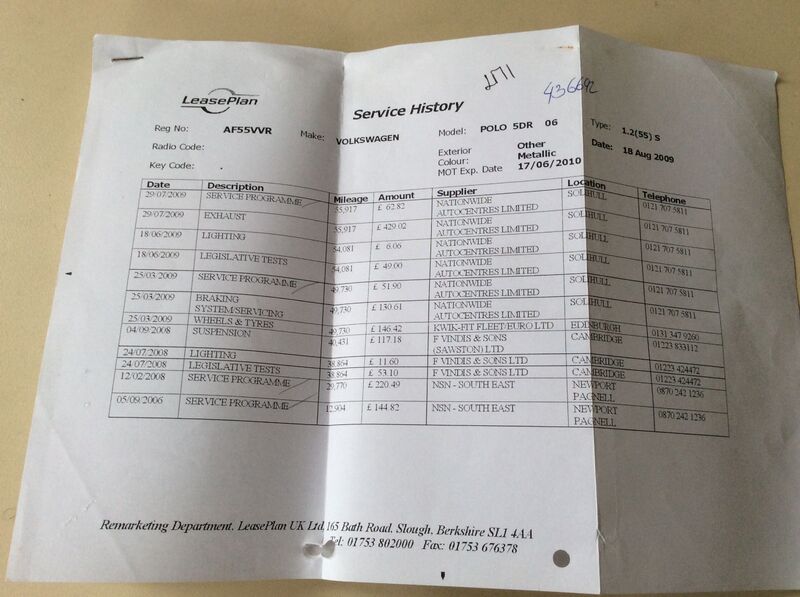 LeasePlan
Service History
436692
Reg No: AF55VVR Make: VOLKSWAGEN Model: POLO 5DR 06 Type: 1.2(55) S
Radio Code: Exterior Colour: Other Metallic Date: 18 Aug 2009
Key Code: . MOT Exp. Date 17/06/2010
Date Description Mileage Amount Supplier Location Telephone
29/07/2009 SERVICE PROGRAMME 55,917 £ 62.82 NATIONWIDE AUTOCENTRES LIMITED SOLIHULL 0121 707 5811
29/07/2009 EXHAUST 55,917 £ 429.02 NATIONWIDE AUTOCENTRES LIMITED SOLIHULL 0121 707 5811
18/06/2009 LIGHTING 54,081 £ 6.06 NATIONWIDE AUTOCENTRES LIMITED SOLIHULL 0121 707 5811
18/06/2009 LEGISLATIVE TESTS 54,081 £ 49.00 NATIONWIDE AUTOCENTRES LIMITED SOLIHULL 0121 707 5811
25/03/2009 SERVICE PROGRAMME 49,730 £ 51.90 NATIONWIDE AUTOCENTRES LIMITED SOLIHULL 0121 707 5811
25/03/2009 BRAKING SYSTEM/SERVICING 49,730 £ 130.61 NATIONWIDE AUTOCENTRES LIMITED SOLIHULL 0121 707 5811
25/03/2009 WHEELS & TYRES 49,730 £ 146.42 KWIK-FIT FLEET/EURO LTD EDINBURGH 0131 347 9260
04/09/2008 SUSPENSION 40,431 £ 117.18 F VINDIS & SONS (SAWSTON) LTD CAMBRIDGE 01223 833112
24/07/2008 LIGHTING 38,864 £ 11.60 F VINDIS & SONS LTD CAMBRIDGE 01223 424472
24/07/2008 LEGISLATIVE TESTS 38,864 £ 53.10 F VINDIS & SONS LTD CAMBRIDGE 01223 424472
12/02/2008 SERVICE PROGRAMME 29,770 £ 220.49 NSN - SOUTH EAST NEWPORT PAGNELL 0870 242 1236
05/09/2006 SERVICE PROGRAMME 12,904 £ 144.82 NSN - SOUTH EAST NEWPORT PAGNELL 0870 242 1236
Remarketing Department. LeasePlan UK Ltd, 165 Bath Road, Slough, Berkshire SL1 4AA
Tel: 01753 802000 Fax: 01753 676378